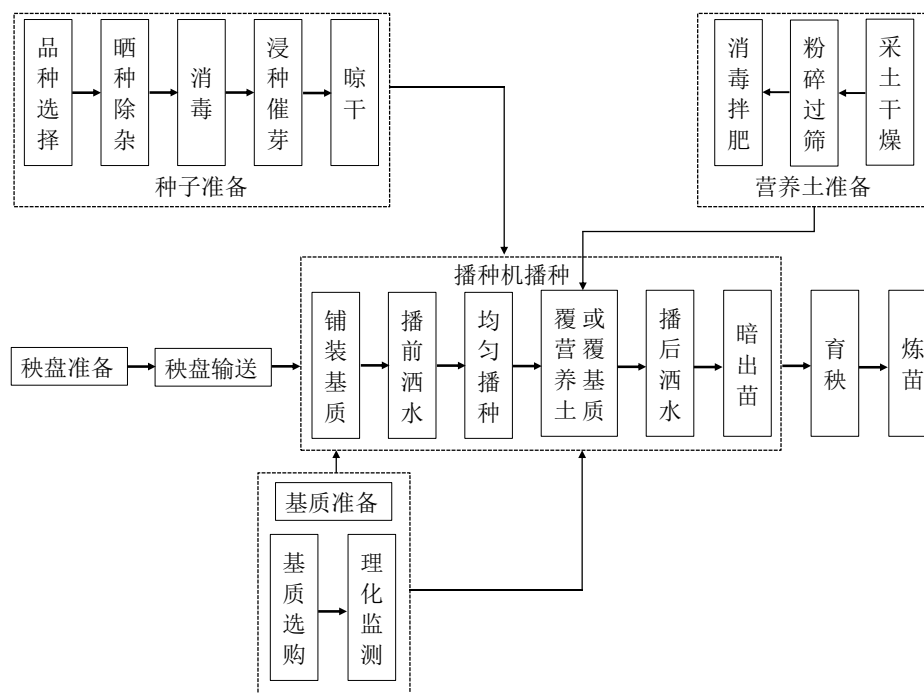 品种选择
晒种除杂
消毒
浸种催芽
晾干
种子准备
消毒拌肥
粉碎过筛
采土干燥
营养土准备
播种机播种
秧盘准备
秧盘输送
铺装基质
播前洒水
均匀播种
覆营养土
或覆基质
播后洒水
暗出苗
育秧
炼苗
基质准备
基质选购
理化监测